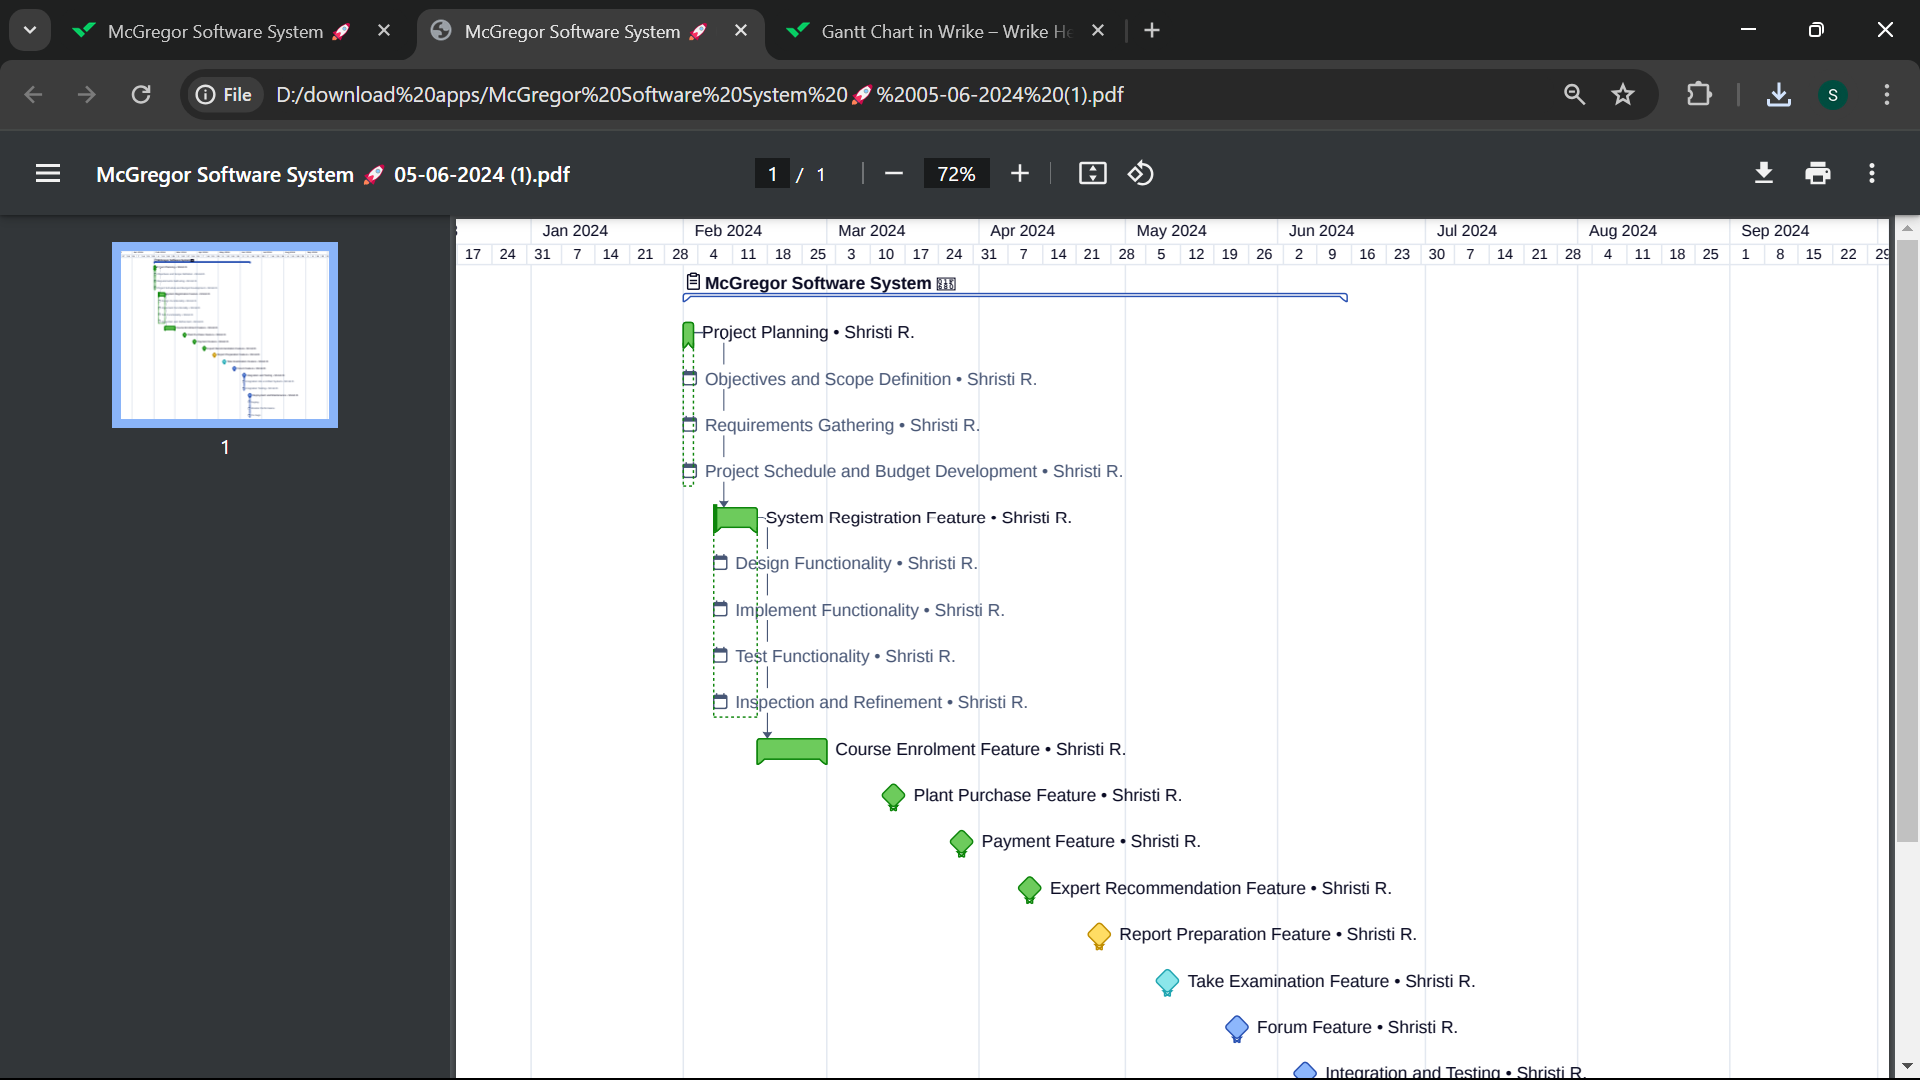 McGregor Software System 🚀
McGregor Software System 🚀
Gantt Chart in Wrike – Wrike He
File
D:/download%20apps/McGregor%20Software%20System%20🚀%2005-06-2024%20(1).pdf
S
McGregor Software System 🚀 05-06-2024 (1).pdf
1 / 1
72%
1
Jan 2024 Feb 2024 Mar 2024 Apr 2024 May 2024 Jun 2024 Jul 2024 Aug 2024 Sep 2024
17 24 31 7 14 21 28 4 11 18 25 3 10 17 24 31 7 14 21 28 5 12 19 26 2 9 16 23 30 7 14 21 28 4 11 18 25 1 8 15 22 29
McGregor Software System
Project Planning • Shristi R.
Objectives and Scope Definition • Shristi R.
Requirements Gathering • Shristi R.
Project Schedule and Budget Development • Shristi R.
System Registration Feature • Shristi R.
Design Functionality • Shristi R.
Implement Functionality • Shristi R.
Test Functionality • Shristi R.
Inspection and Refinement • Shristi R.
Course Enrolment Feature • Shristi R.
Plant Purchase Feature • Shristi R.
Payment Feature • Shristi R.
Expert Recommendation Feature • Shristi R.
Report Preparation Feature • Shristi R.
Take Examination Feature • Shristi R.
Forum Feature • Shristi R.
Integration and Testing • Shristi R.